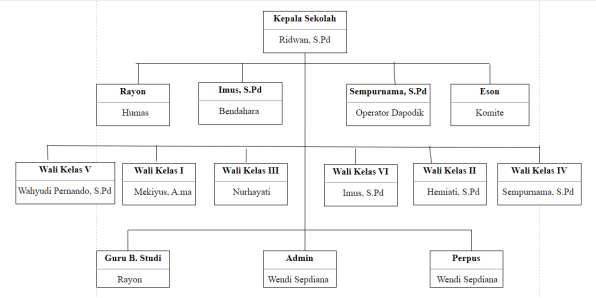 Kepala Sekolah
Ridwan, S.Pd
Rayon
Humas
Imus, S.Pd
Bendahara
Sempurnama, S.Pd
Operator Dapodik
Eson
Komite
Wali Kelas V
Wahyudi Pernando, S.Pd
Wali Kelas I
Mekiyus, A.ma
Wali Kelas III
Nurhayati
Wali Kelas VI
Imus, S.Pd
Wali Kelas II
Hemiati, S.Pd
Wali Kelas IV
Sempurnama, S.Pd
Guru B. Studi
Rayon
Admin
Wendi Sepdiana
Perpus
Wendi Sepdiana